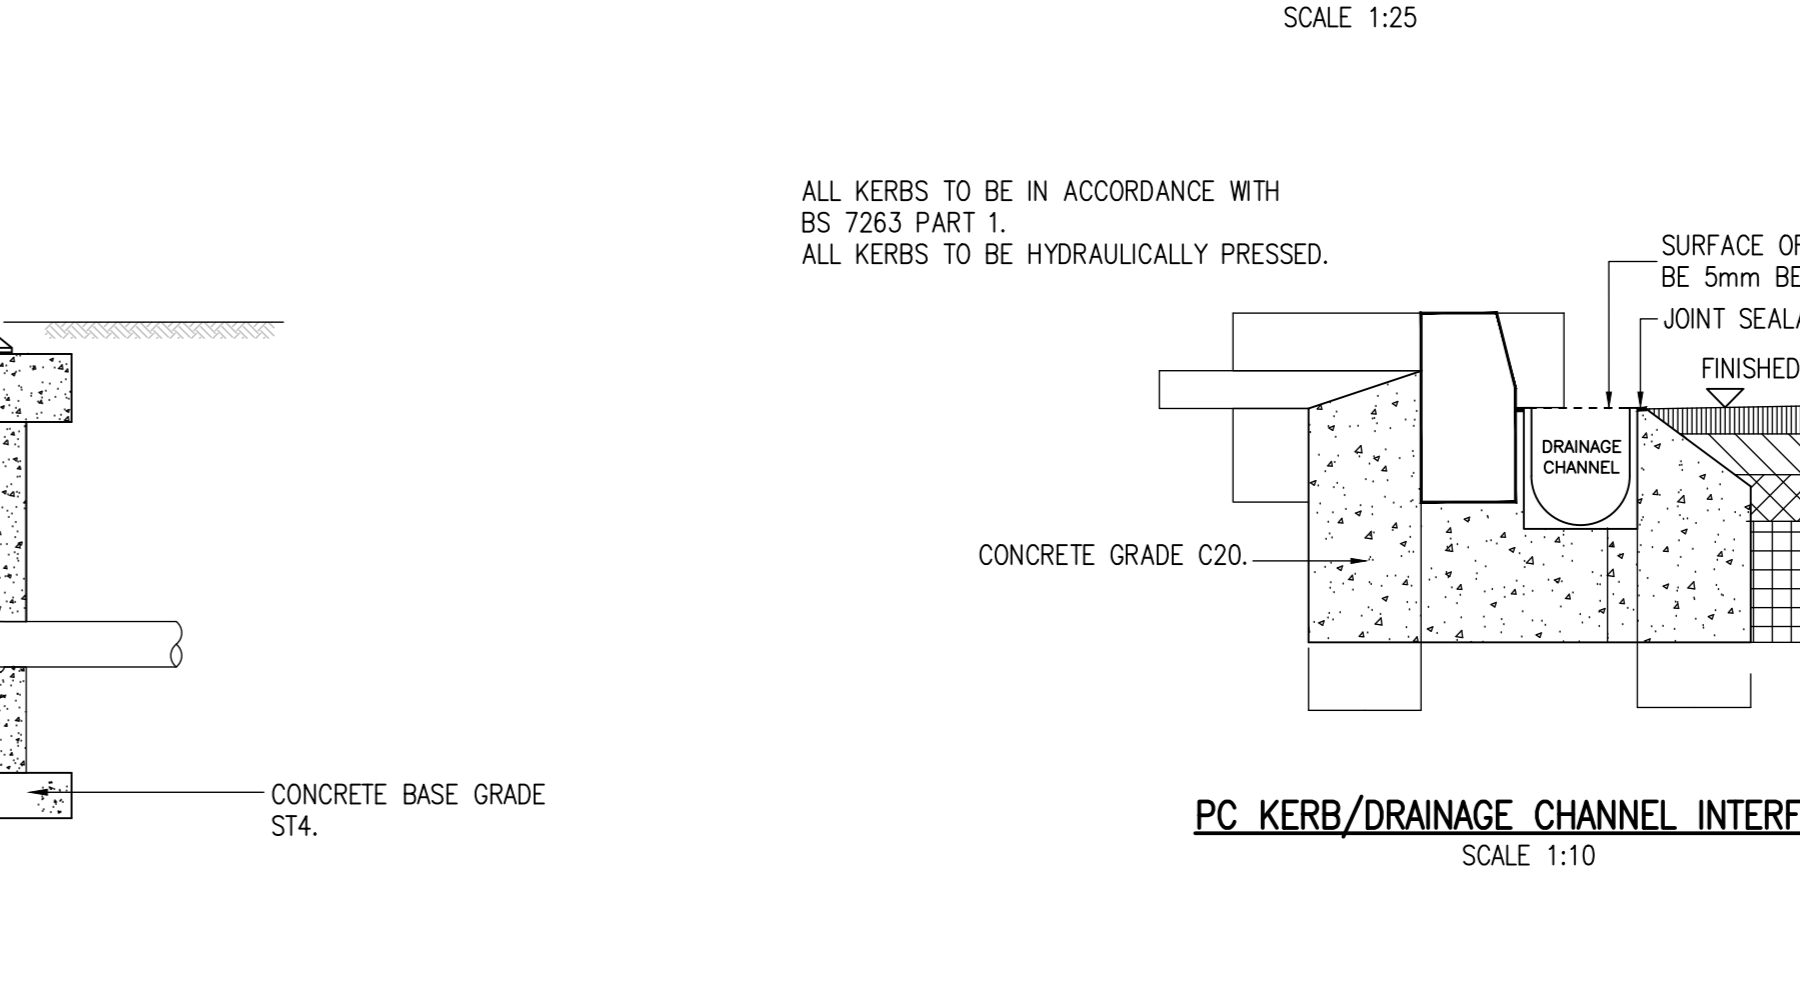 SCALE 1:25
ALL KERBS TO BE IN ACCORDANCE WITH
BS 7263 PART 1.
ALL KERBS TO BE HYDRAULICALLY PRESSED.
SURFACE
BE 5mm
JOINT
FINISHED
DRAINAGE
CHANNEL
CONCRETE GRADE C20.
CONCRETE BASE GRADE
ST4.
PC KERB/DRAINAGE CHANNEL
SCALE 1:10